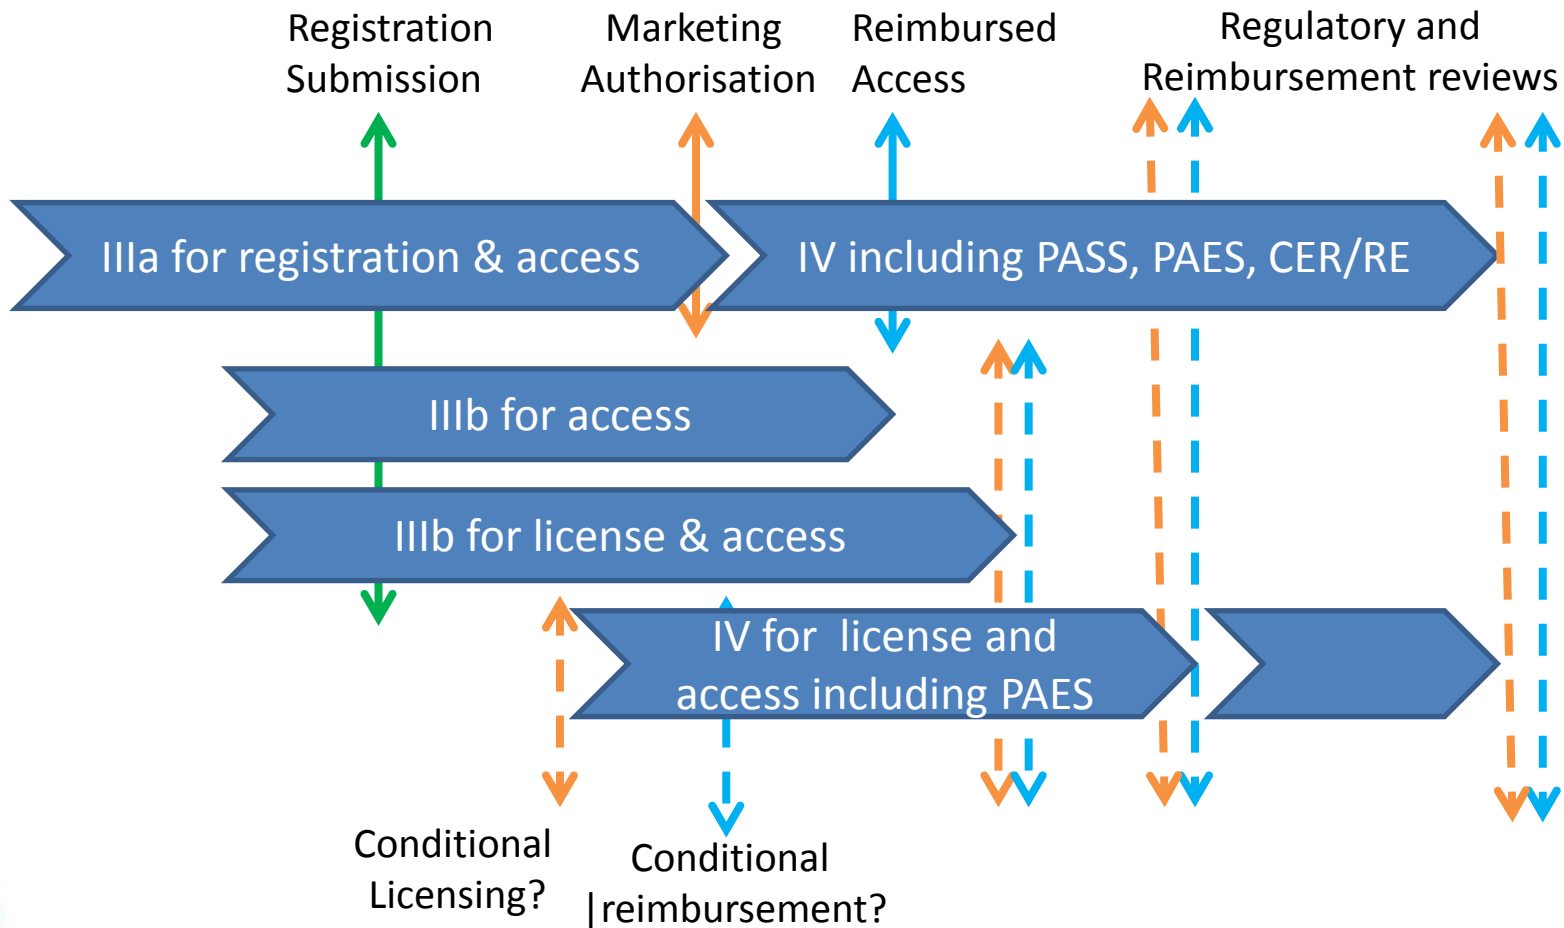 Registration
Submission
Marketing
Authorisation
Reimbursed
Access
Regulatory and
Reimbursement reviews
IIIa for registration & access
IV including PASS, PAES, CER/RE
IIIb for access
IIIb for license & access
IV for  license and
access including PAES
Conditional
Licensing?
Conditional
|reimbursement?